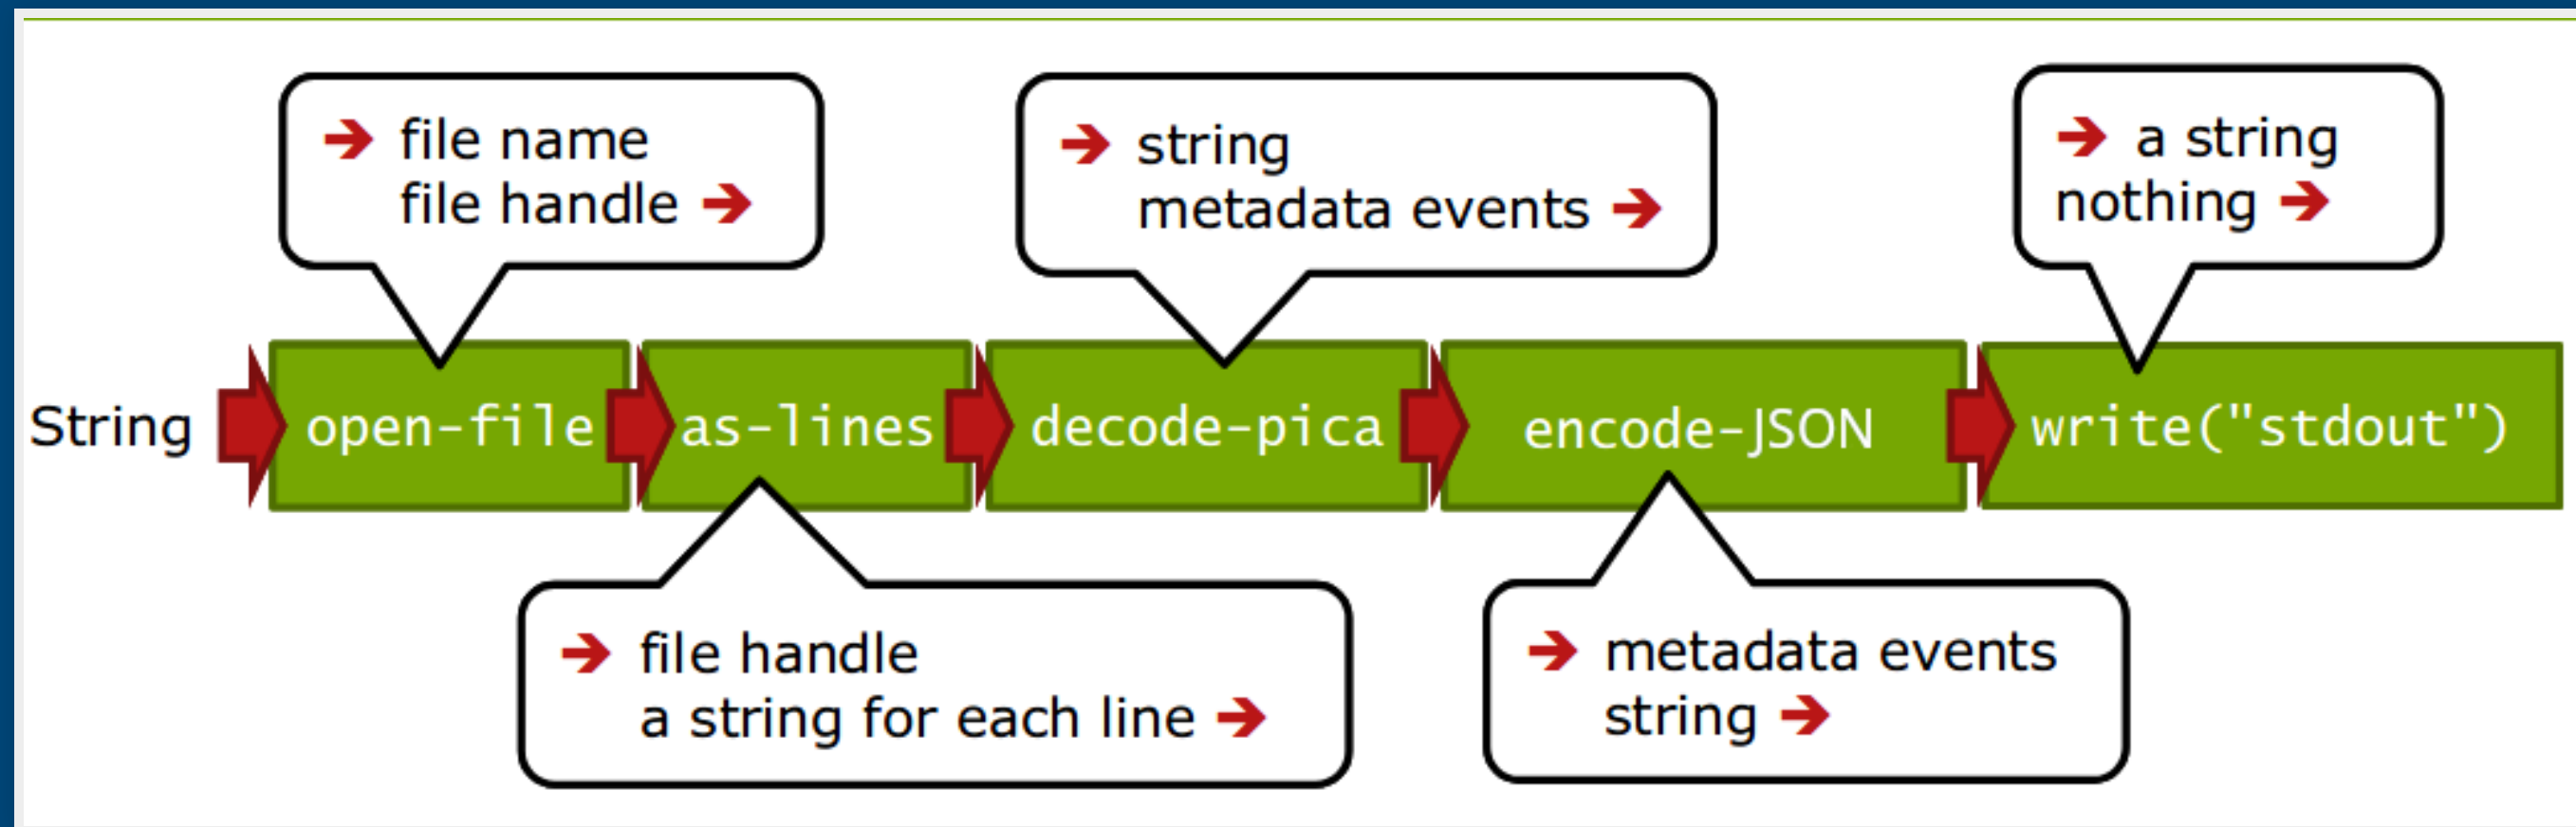 ➔ file name
file handle ➔
➔ string
metadata events ➔
➔ a string
nothing ➔
String
open-file
as-lines
decode-pica
encode-JSON
write("stdout")
➔ file handle
a string for each line ➔
➔ metadata events
string ➔